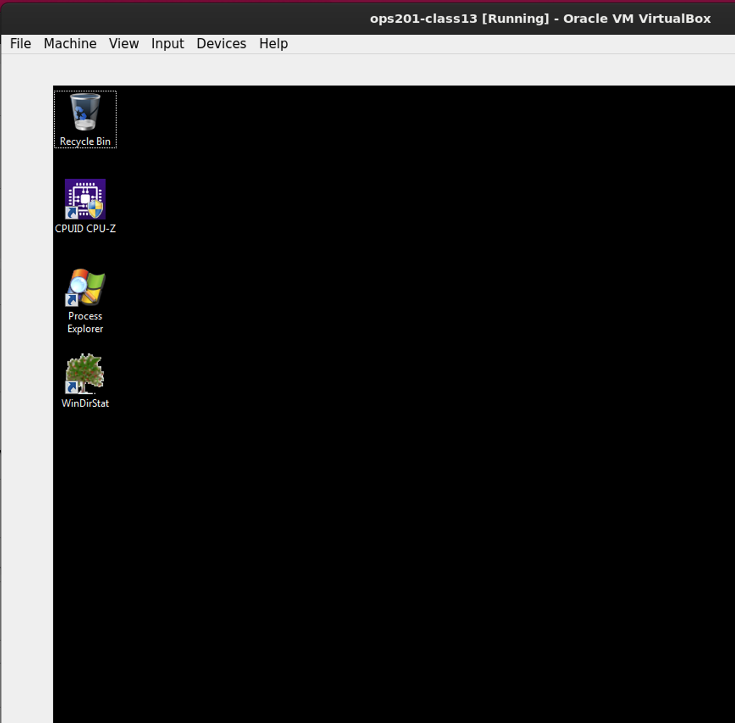 ops201-class13 [Running] - Oracle VM VirtualBox
File Machine View Input Devices Help
Recycle Bin
CPUID CPU-Z
Process
Explorer
WinDirStat